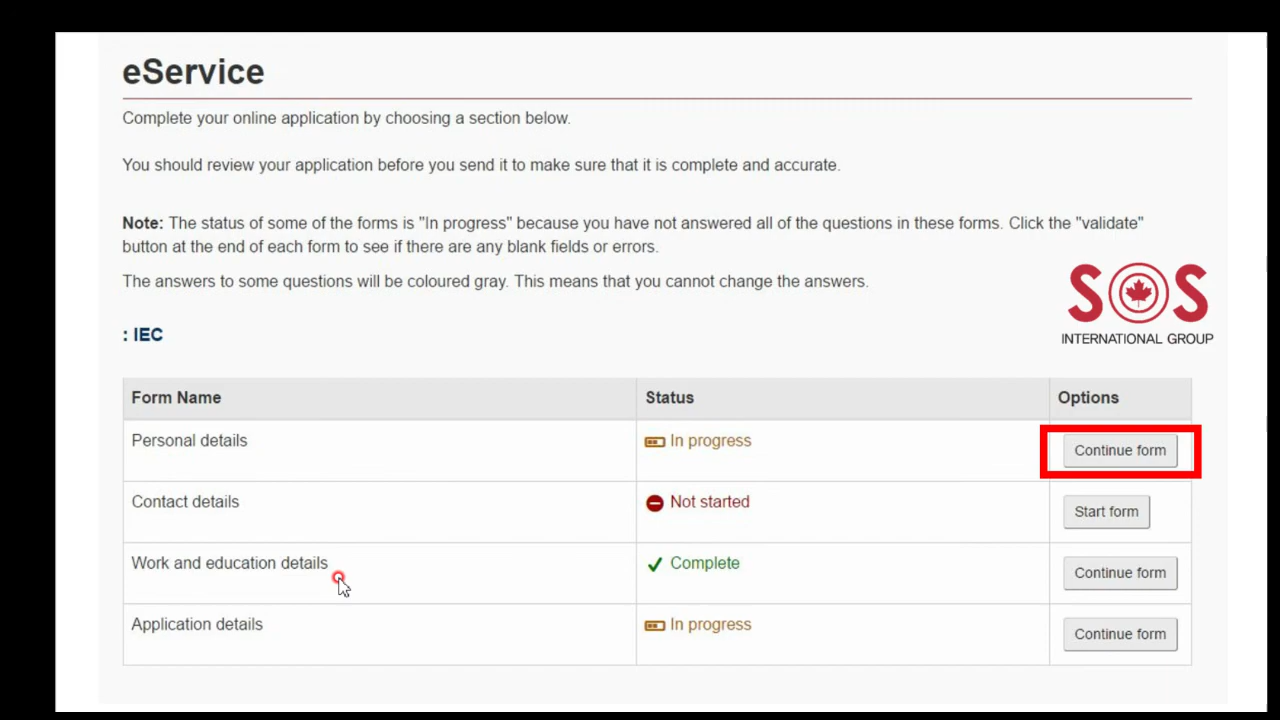 eService
Complete your online application by choosing a section below.
You should review your application before you send it to make sure that it is complete and accurate.
Note: The status of some of the forms is "In progress" because you have not answered all of the questions in these forms. Click the "validate"
button at the end of each form to see if there are any blank fields or errors.
The answers to some questions will be coloured gray. This means that you cannot change the answers.
SOS
INTERNATIONAL GROUP
: IEC
Form Name Status Options
Personal details In progress Continue form
Contact details Not started Start form
Work and education details Complete Continue form
Application details In progress Continue form